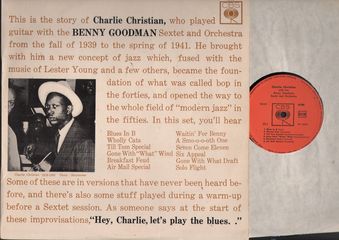 This is the story of Charlie Christian, who played
guitar with the BENNY GOODMAN Sextet and Orchestra
from the fall of 1939 to the spring of 1941. He brought
with him a new concept of jazz which, fused with the
music of Lester Young and a few others, became the foun-
dation of what was called bop in
the forties, and opened the way to
the whole field of "modern jazz" in
the fifties. In this set, you'll hear
Blues In B
Wholly Cats
Till Tom Special
Gone With "What" Wind
Breakfast Feud
Air Mail Special
Waitin' For Benny
A Smo-o-o-oth One
Seven Come Eleven
Six Appeal
Gone With What Draft
Solo Flight
Some of these are in versions that have never been heard be-
fore, and there's also some stuff played during a warm-up
before a Sextet session. As someone says at the start of
these improvisations, "Hey, Charlie, let's play the blues. ."
CBS
CBS